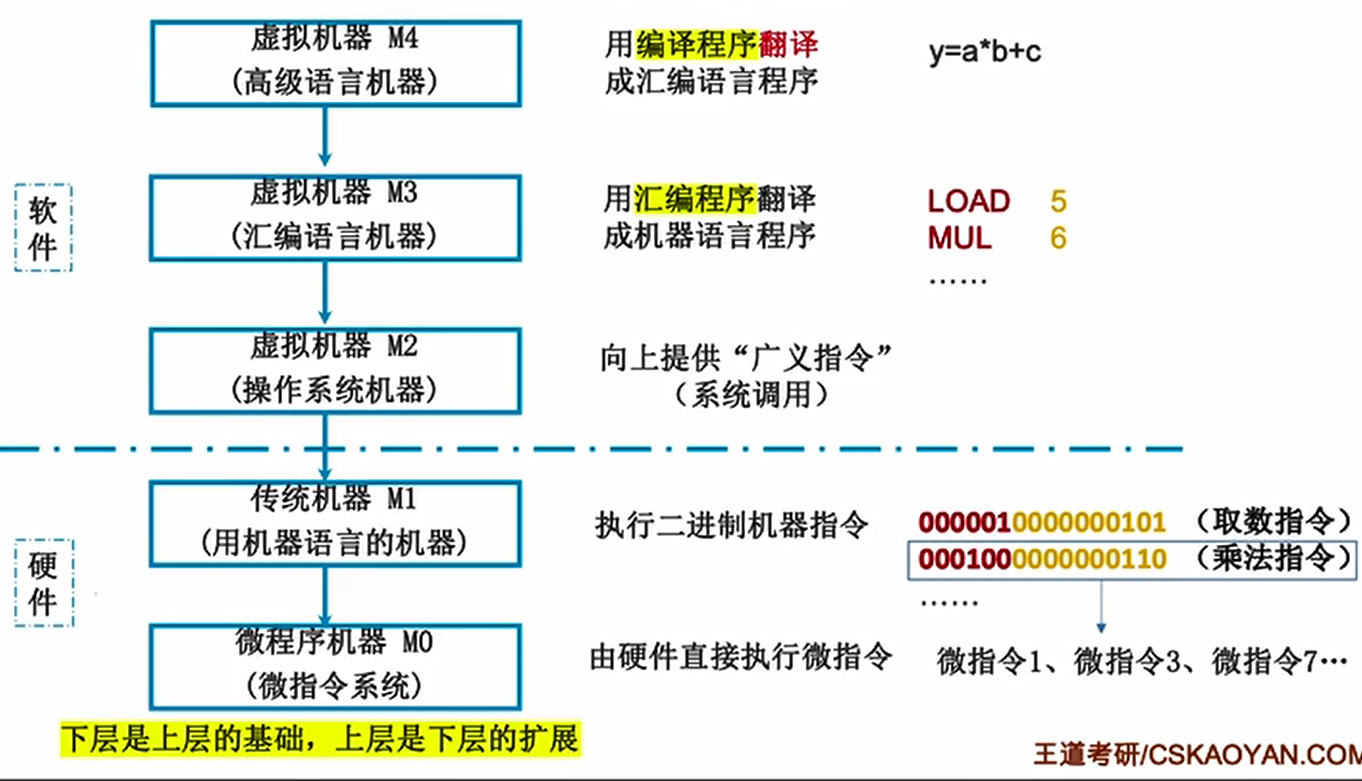 虚拟机器 M4
(高级语言机器)
用编译程序翻译
成汇编语言程序
y=a*b+c
软件
虚拟机器 M3
(汇编语言机器)
用汇编程序翻译
成机器语言程序
LOAD 5
MUL 6
……
虚拟机器 M2
(操作系统机器)
向上提供“广义指令”
（系统调用）
硬件
传统机器 M1
(用机器语言的机器)
执行二进制机器指令
0000010000000101 （取数指令）
0001000000000110 （乘法指令）
……
微程序机器 M0
(微指令系统)
由硬件直接执行微指令
微指令1、微指令3、微指令7…
下层是上层的基础，上层是下层的扩展
王道考研/CSKAOYAN.COM